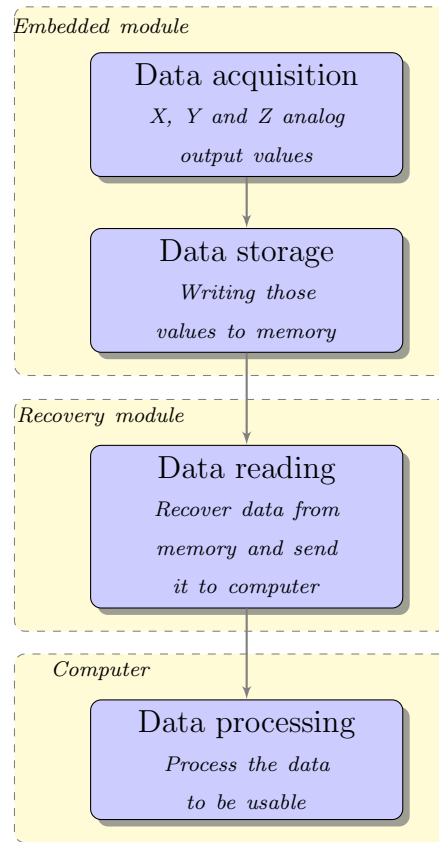 Embedded module
Data acquisition
X, Y and Z analog
output values
Data storage
Writing those
values to memory
Recovery module
Data reading
Recover data from
memory and send
it to computer
Computer
Data processing
Process the data
to be usable